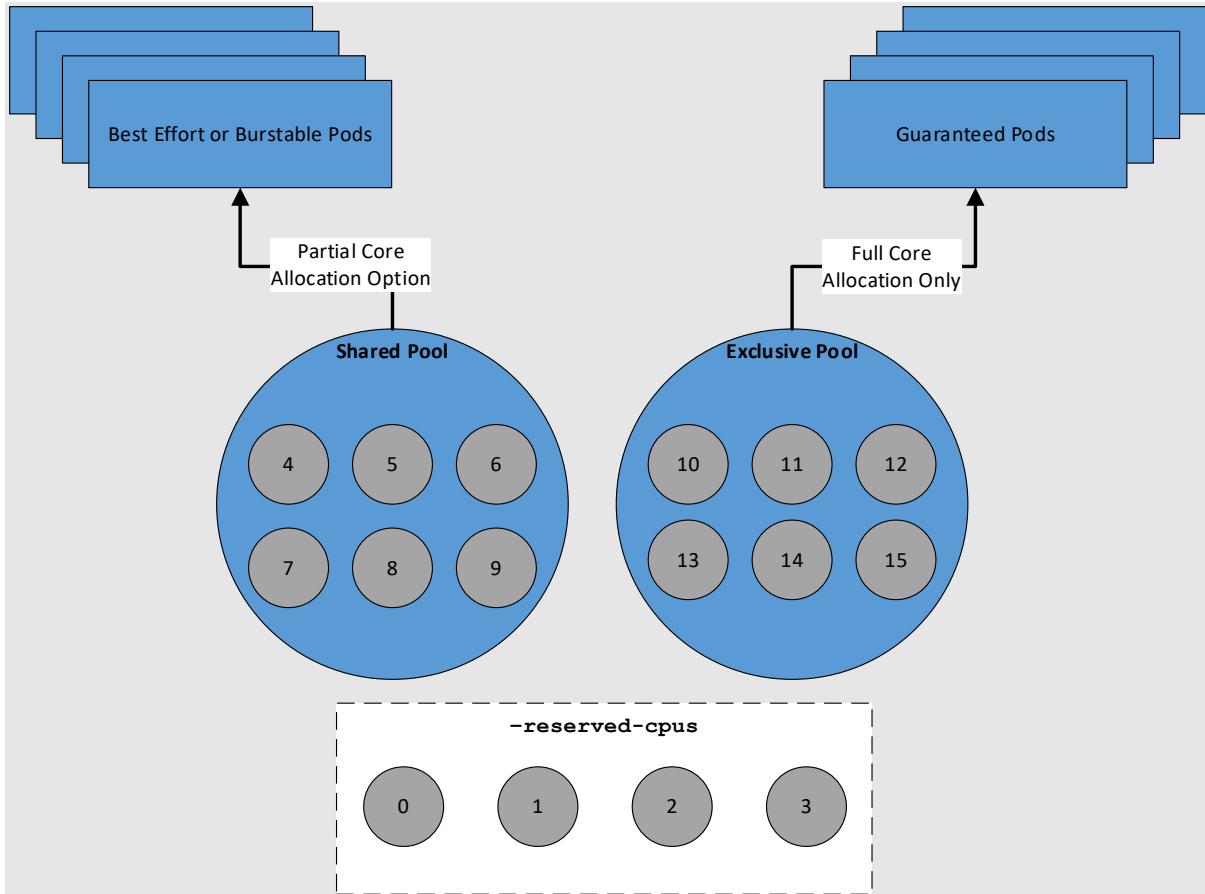 Best Effort or Burstable Pods
Guaranteed Pods
Partial Core
Allocation Option
Full Core
Allocation Only
Shared Pool
Exclusive Pool
4 5 6
10 11 12
7 8 9
13 14 15
–reserved-cpus
0 1 2 3